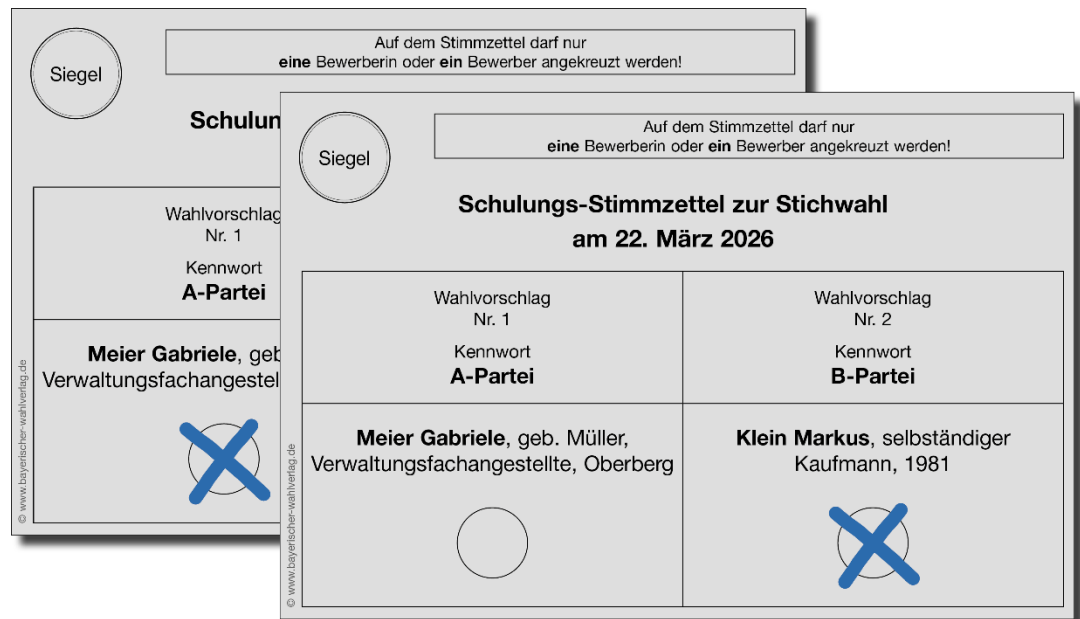 Siegel
Auf dem Stimmzettel darf nur
eine Bewerberin oder ein Bewerber angekreuzt werden!
Wahlvorschlag
Nr. 1
Kennwort
A-Partei
Meier Gabriele, geb
© www.bayerischer-wahlverlag.de
Siegel
Auf dem Stimmzettel darf nur
eine Bewerberin oder ein Bewerber angekreuzt werden!
Schulungs-Stimmzettel zur Stichwahl
am 22. März 2026
Wahlvorschlag
Nr. 1
Kennwort
A-Partei
Wahlvorschlag
Nr. 2
Kennwort
B-Partei
Meier Gabriele, geb. Müller,
Verwaltungsfachangestellte, Oberberg
Klein Markus, selbständiger
Kaufmann, 1981
© www.bayerischer-wahlverlag.de